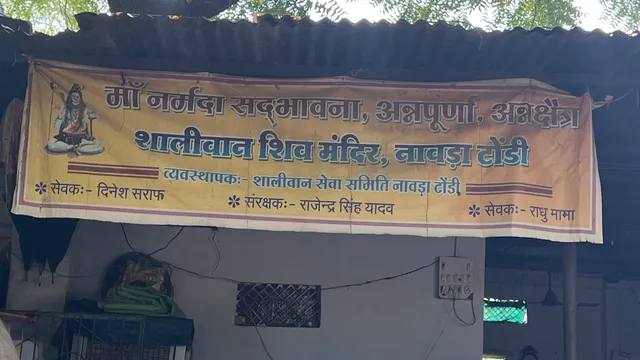 माँ नर्मदा सद्‌भावना, अन्नपूर्णा, अन्नक्षैत्र
शालीवान शिव मंदिर, नावड़ा टोंडी
व्यवस्थापकः- शालीवान सेवा समिति नावड़ा टोंडी
✻ सेवकः- दिनेश सराफ ✻ संरक्षकः- राजेन्द्र सिंह यादव ✻ सेवकः- राधु मामा